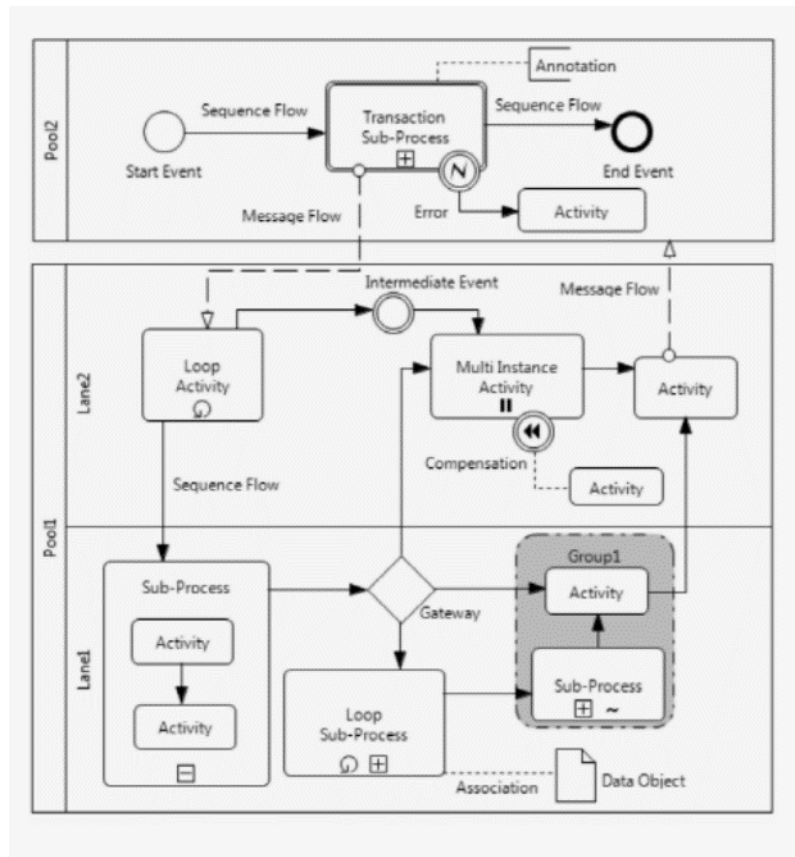 Pool2
Annotation
Sequence Flow
Transaction
Sub-Process
Sequence Flow
Start Event
End Event
Message Flow
Error
Activity
Pool1
Lane2
Intermediate Event
Message Flow
Loop
Activity
Multi Instance
Activity
Activity
Compensation
Activity
Sequence Flow
Lane1
Sub-Process
Activity
Activity
Gateway
Group1
Activity
Sub-Process
Loop
Sub-Process
Association
Data Object